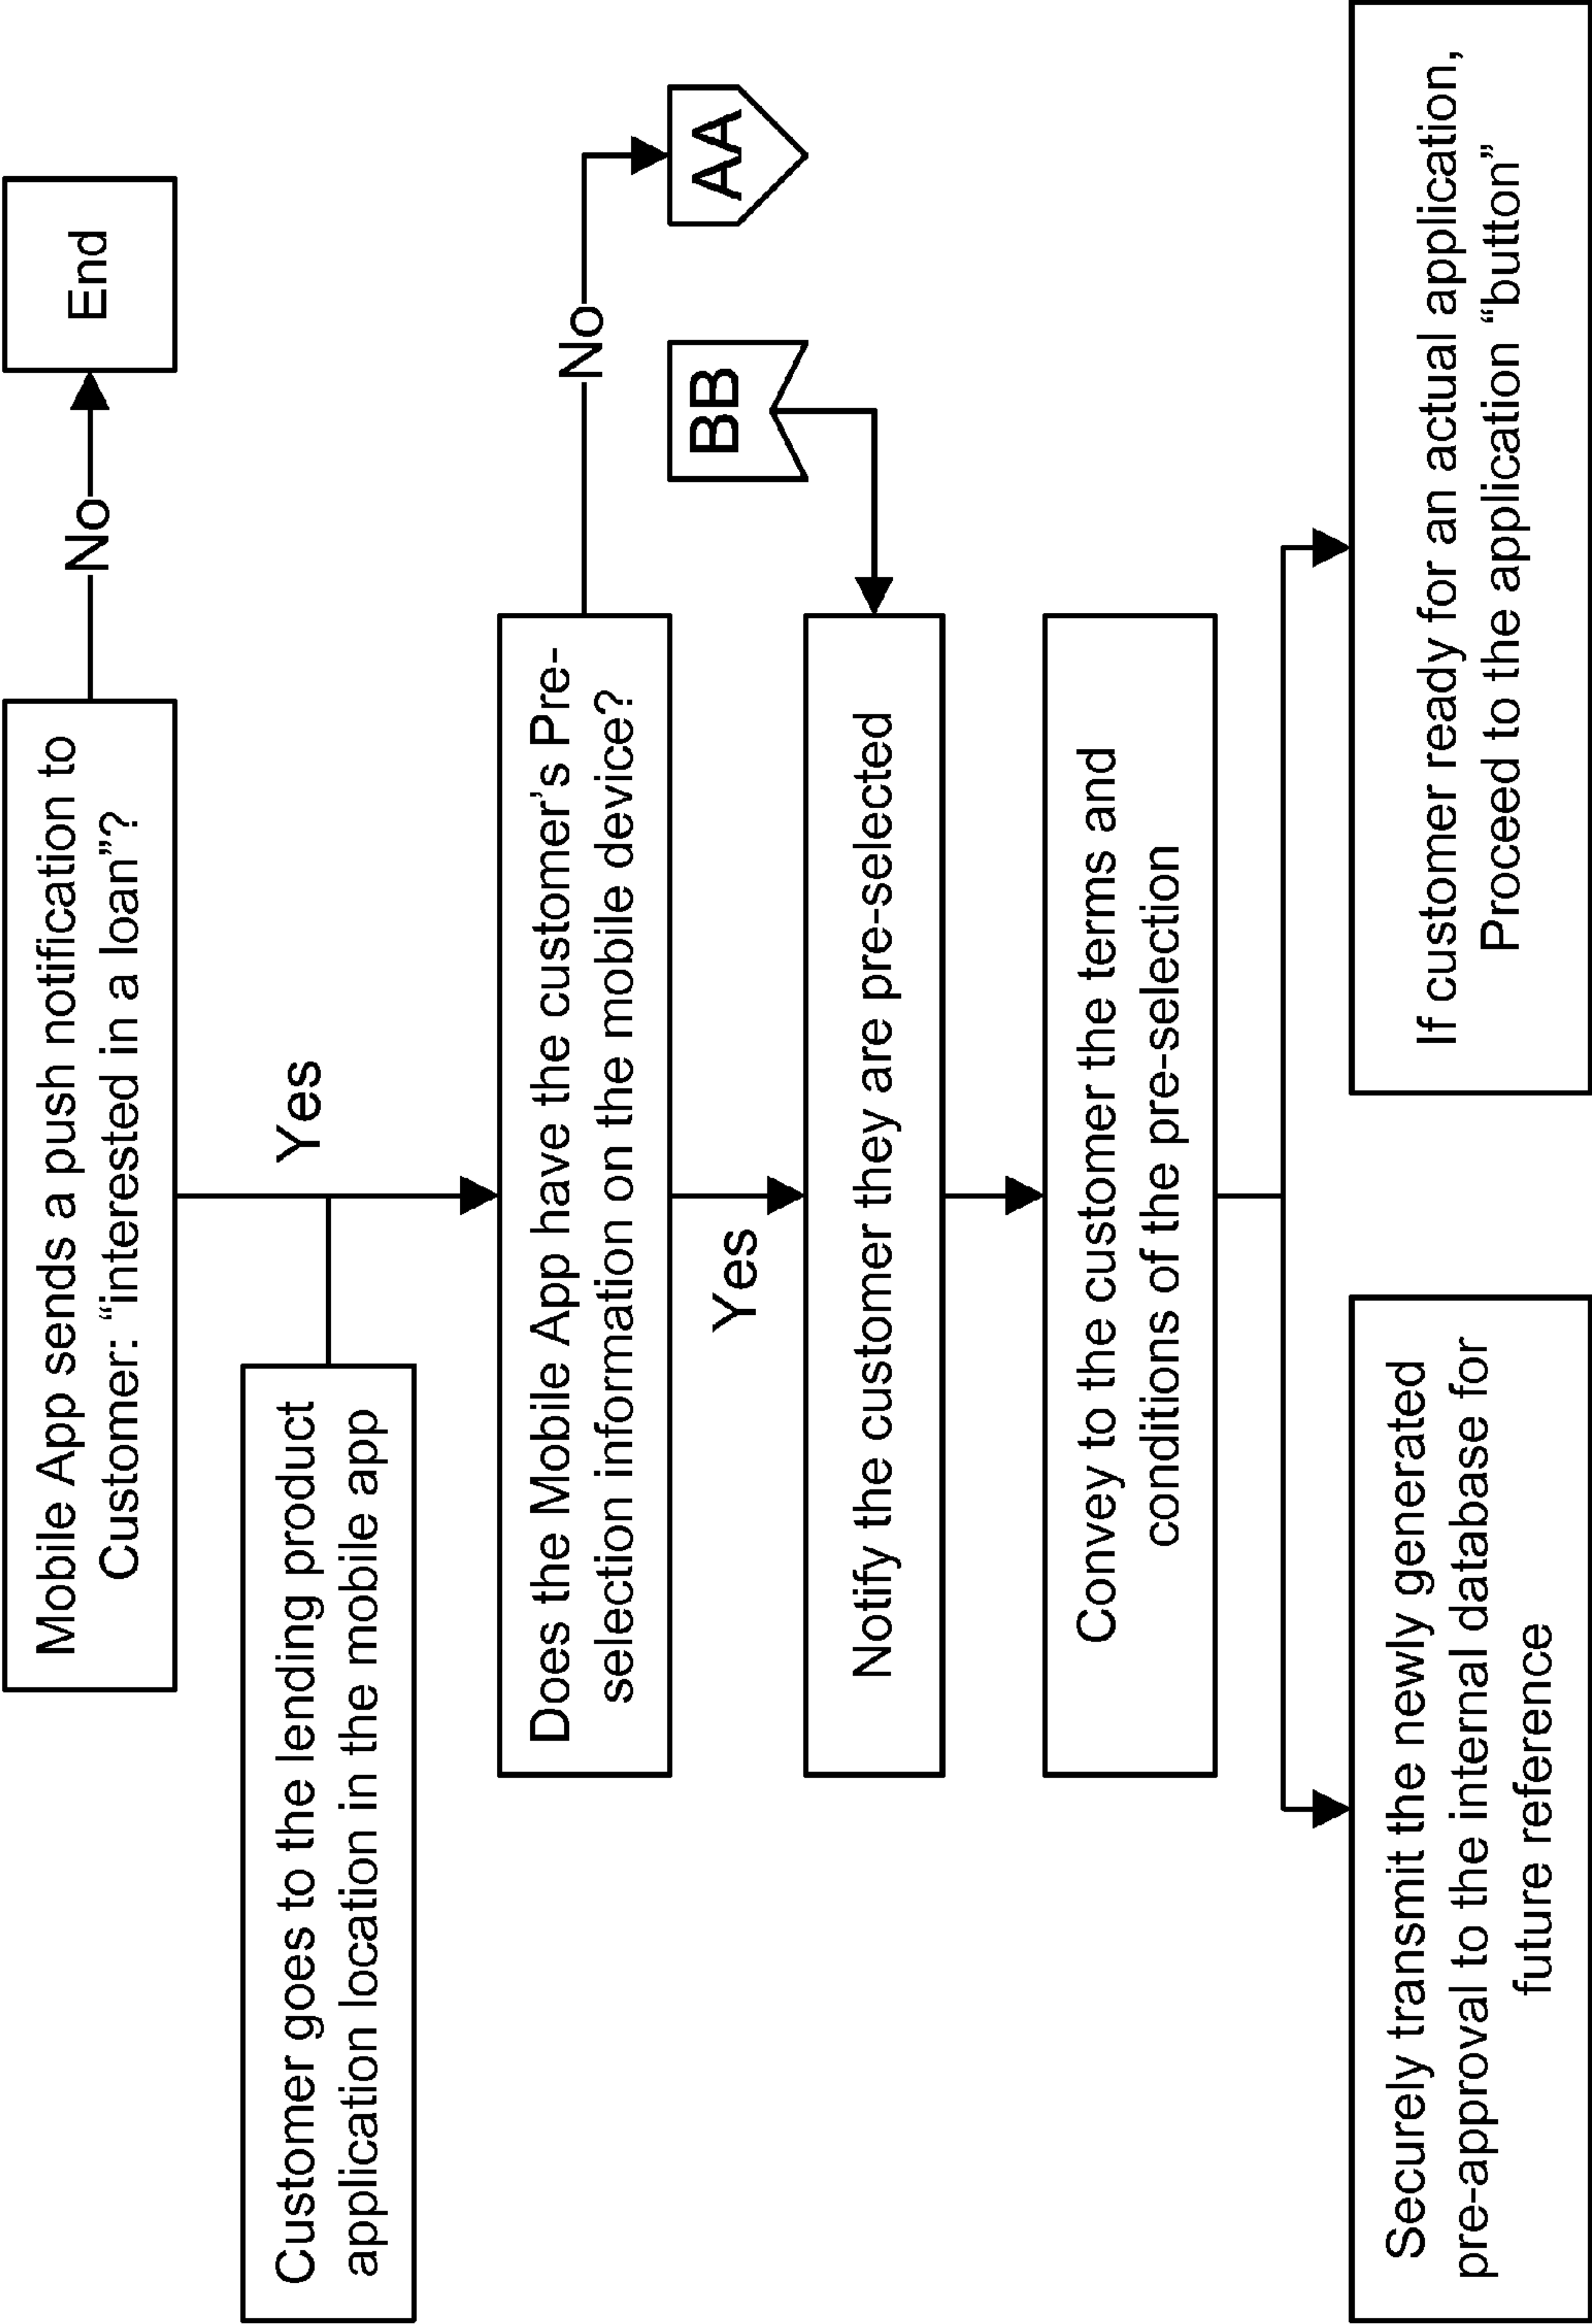 Mobile App sends a push notification to
Customer: “interested in a loan”?
No
End
Yes
Customer goes to the lending product
application location in the mobile app
Does the Mobile App have the customer’s Pre-
selection information on the mobile device?
No
AA
Yes
BB
Notify the customer they are pre-selected
Convey to the customer the terms and
conditions of the pre-selection
Securely transmit the newly generated
pre-approval to the internal database for
future reference
If customer ready for an actual application,
Proceed to the application “button”